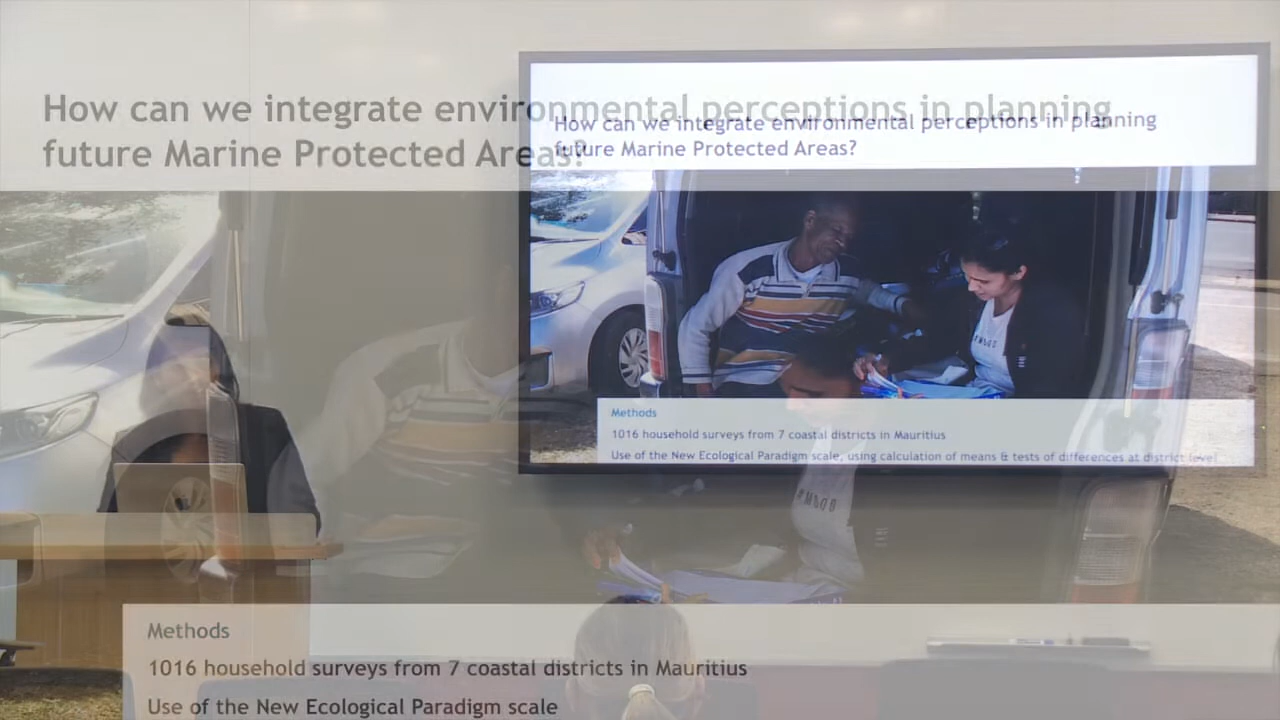 How can we integrate environmental perceptions in planning
future Marine Protected Areas?
How can we integrate environmental perceptions in planning
future Marine Protected Areas?
Methods
1016 household surveys from 7 coastal districts in Mauritius
Use of the New Ecological Paradigm scale, using calculation of means & tests of differences at district level
Methods
1016 household surveys from 7 coastal districts in Mauritius
Use of the New Ecological Paradigm scale